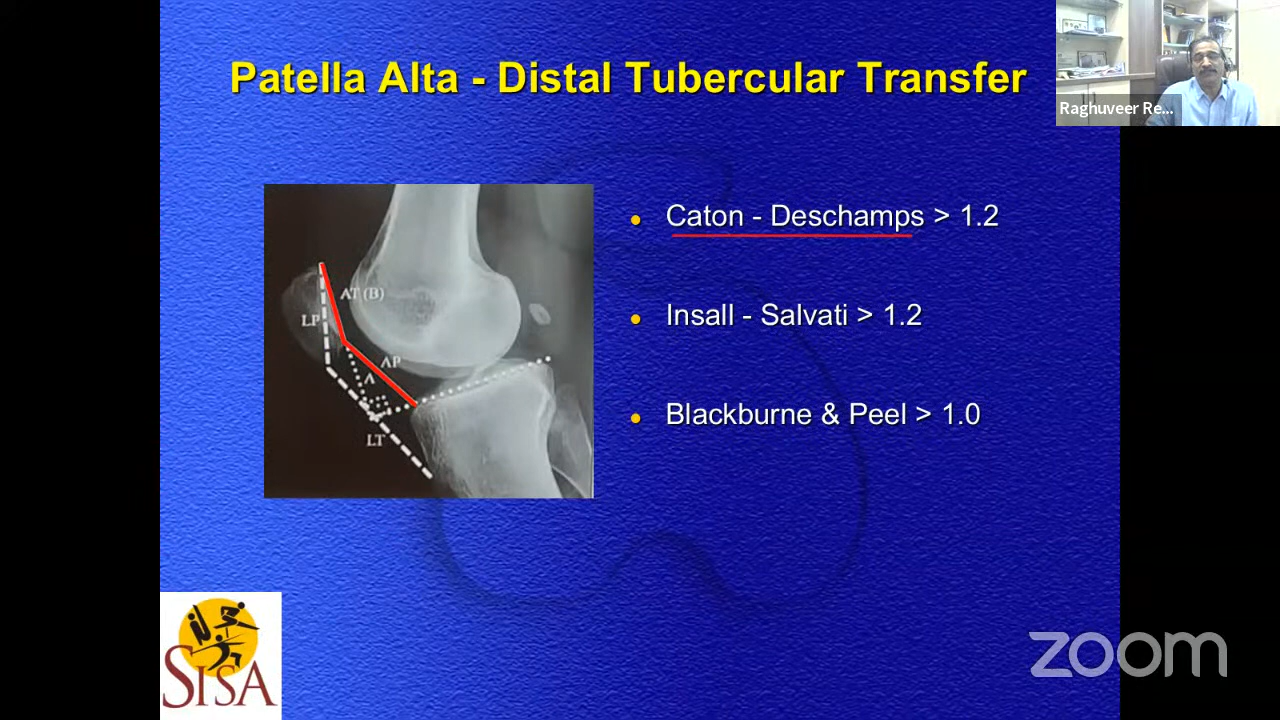 Patella Alta - Distal Tubercular Transfer
Raghuveer Re...
Caton - Deschamps > 1.2
Insall - Salvati > 1.2
Blackburne & Peel > 1.0
AT (B)
LP
AP
A
LT
SISA
zoom